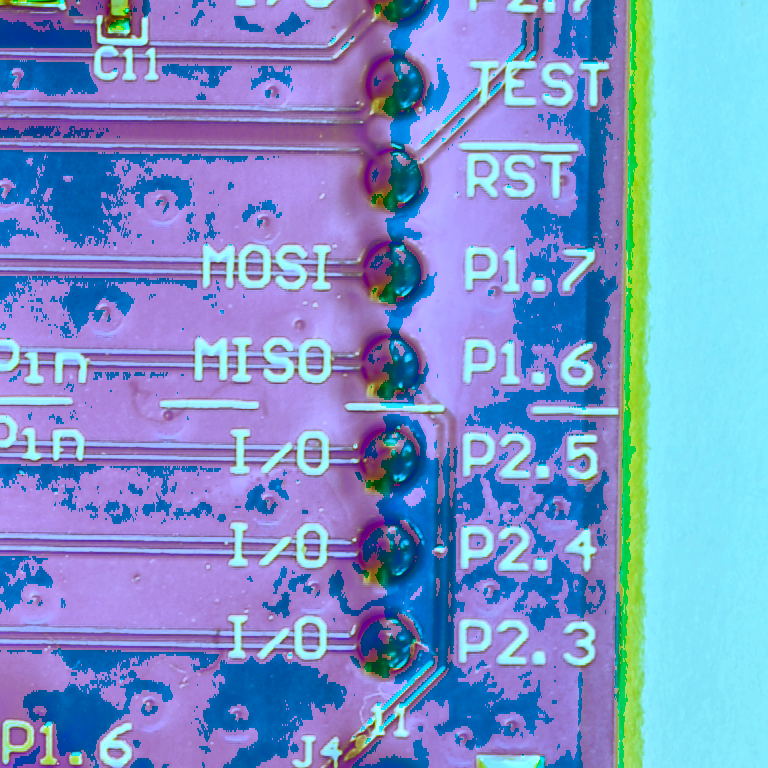 C11
TEST
RST
MOSI P1.7
Pin MISO P1.6
Pin I/O P2.5
I/O P2.4
I/O P2.3
11
P1.6 J4